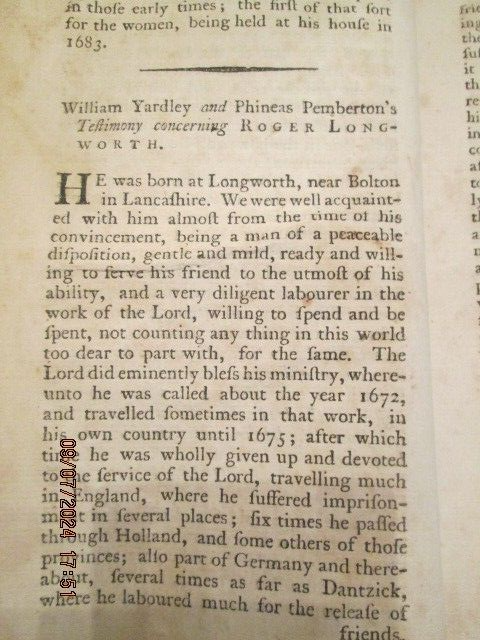 in thoſe early times; the firſt of that ſort
for the women, being held at his houſe in
1683.
William Yardley and Phineas Pemberton's
Teſtimony concerning ROGER LONG-
WORTH.
HE was born at Longworth, near Bolton
in Lancaſhire. We were well acquaint-
ed with him almoſt from the time of his
convincement, being a man of a peaceable
diſpoſition, gentle and mild, ready and will-
ing to ſerve his friend to the utmoſt of his
ability, and a very diligent labourer in the
work of the Lord, willing to ſpend and be
ſpent, not counting any thing in this world
too dear to part with, for the ſame. The
Lord did eminently bleſs his miniſtry, where-
unto he was called about the year 1672,
and travelled ſometimes in that work, in
his own country until 1675; after which
time he was wholly given up and devoted
to the ſervice of the Lord, travelling much
in England, where he ſuffered impriſon-
ment in ſeveral places; ſix times he paſſed
through Holland, and ſome others of thoſe
provinces; alſo part of Germany and there-
about, ſeveral times as far as Dantzick,
where he laboured much for the releaſe of
friends
09/07/2024 17:51